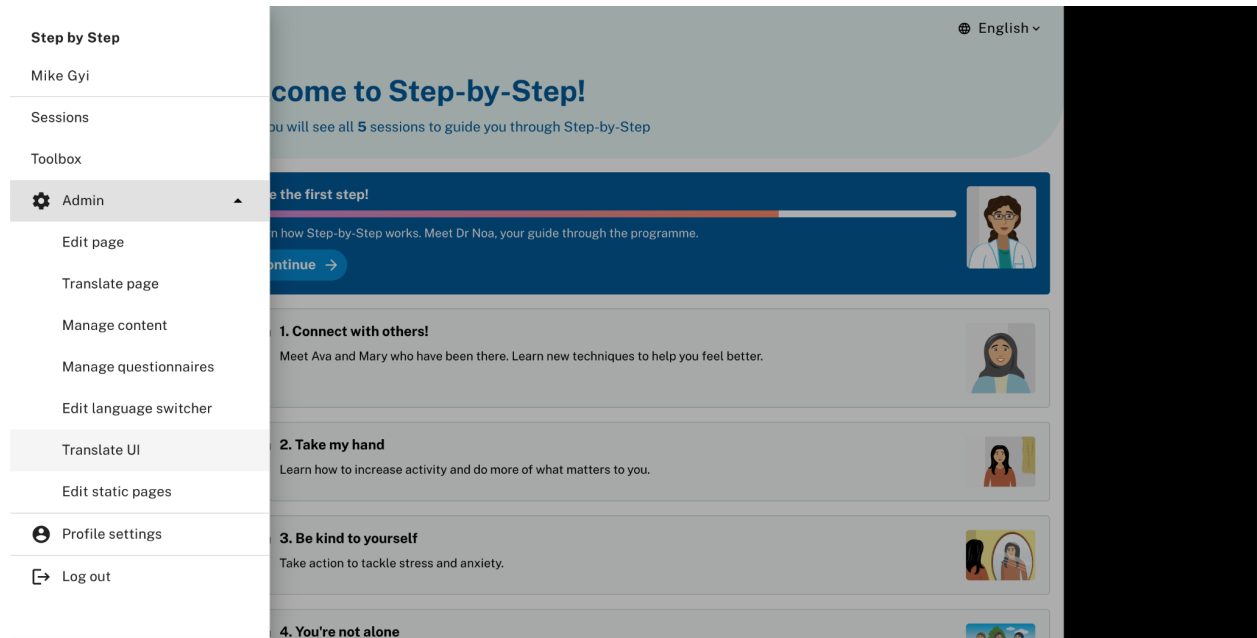 Step by Step
Mike Gyi
Sessions
Toolbox
Admin
Edit page
Translate page
Manage content
Manage questionnaires
Edit language switcher
Translate UI
Edit static pages
Profile settings
Log out
English
come to Step-by-Step!
ou will see all 5 sessions to guide you through Step-by-Step
e the first step!
n how Step-by-Step works. Meet Dr Noa, your guide through the programme.
ontinue →
1. Connect with others!
Meet Ava and Mary who have been there. Learn new techniques to help you feel better.
2. Take my hand
Learn how to increase activity and do more of what matters to you.
3. Be kind to yourself
Take action to tackle stress and anxiety.
4. You're not alone